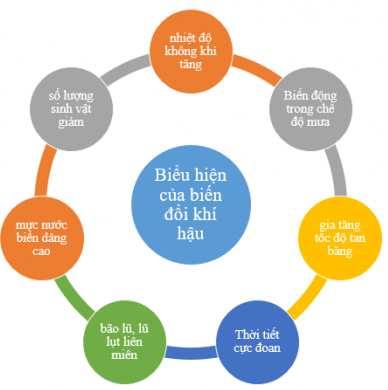 nhiệt độ
không khí
tăng
Biến động
trong chế
độ mưa
gia tăng
tốc độ tan
băng
Thời tiết
cực đoan
bão lũ, lũ
lụt liên
miên
mực nước
biển dâng
cao
số lượng
sinh vật
giảm
Biểu hiện
của biến
đổi khí
hậu